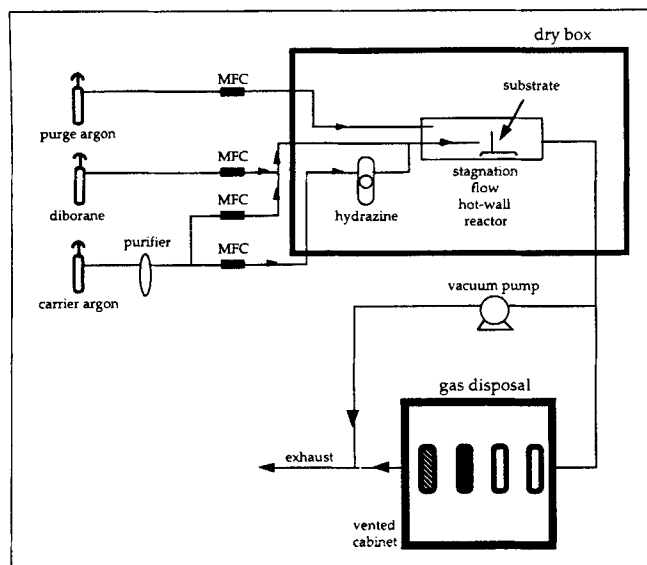 dry box
MFC
substrate
purge argon
MFC
stagnation
flow
hot-wall
reactor
diborane
MFC
hydrazine
purifier
MFC
carrier argon
vacuum pump
gas disposal
exhaust
vented
cabinet